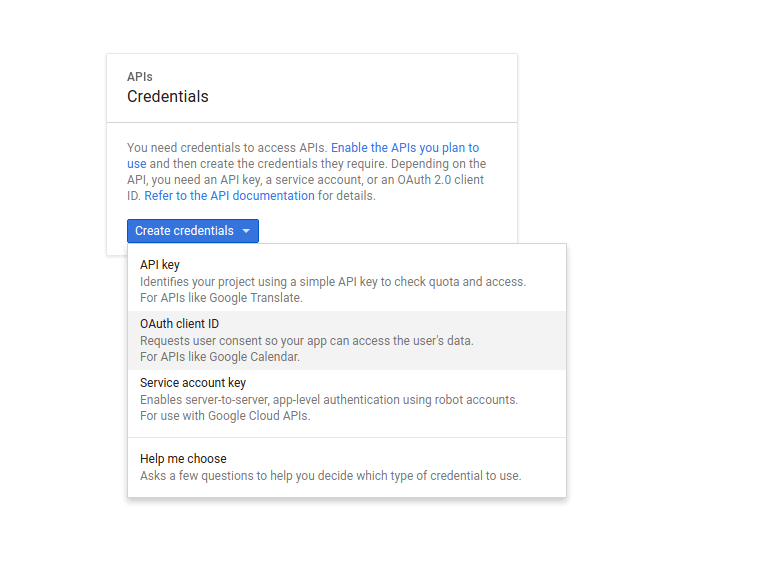 APIs
Credentials
You need credentials to access APIs. Enable the APIs you plan to
use and then create the credentials they require. Depending on the
API, you need an API key, a service account, or an OAuth 2.0 client
ID. Refer to the API documentation for details.
Create credentials
API key
Identifies your project using a simple API key to check quota and access.
For APIs like Google Translate.
OAuth client ID
Requests user consent so your app can access the user's data.
For APIs like Google Calendar.
Service account key
Enables server-to-server, app-level authentication using robot accounts.
For use with Google Cloud APIs.
Help me choose
Asks a few questions to help you decide which type of credential to use.